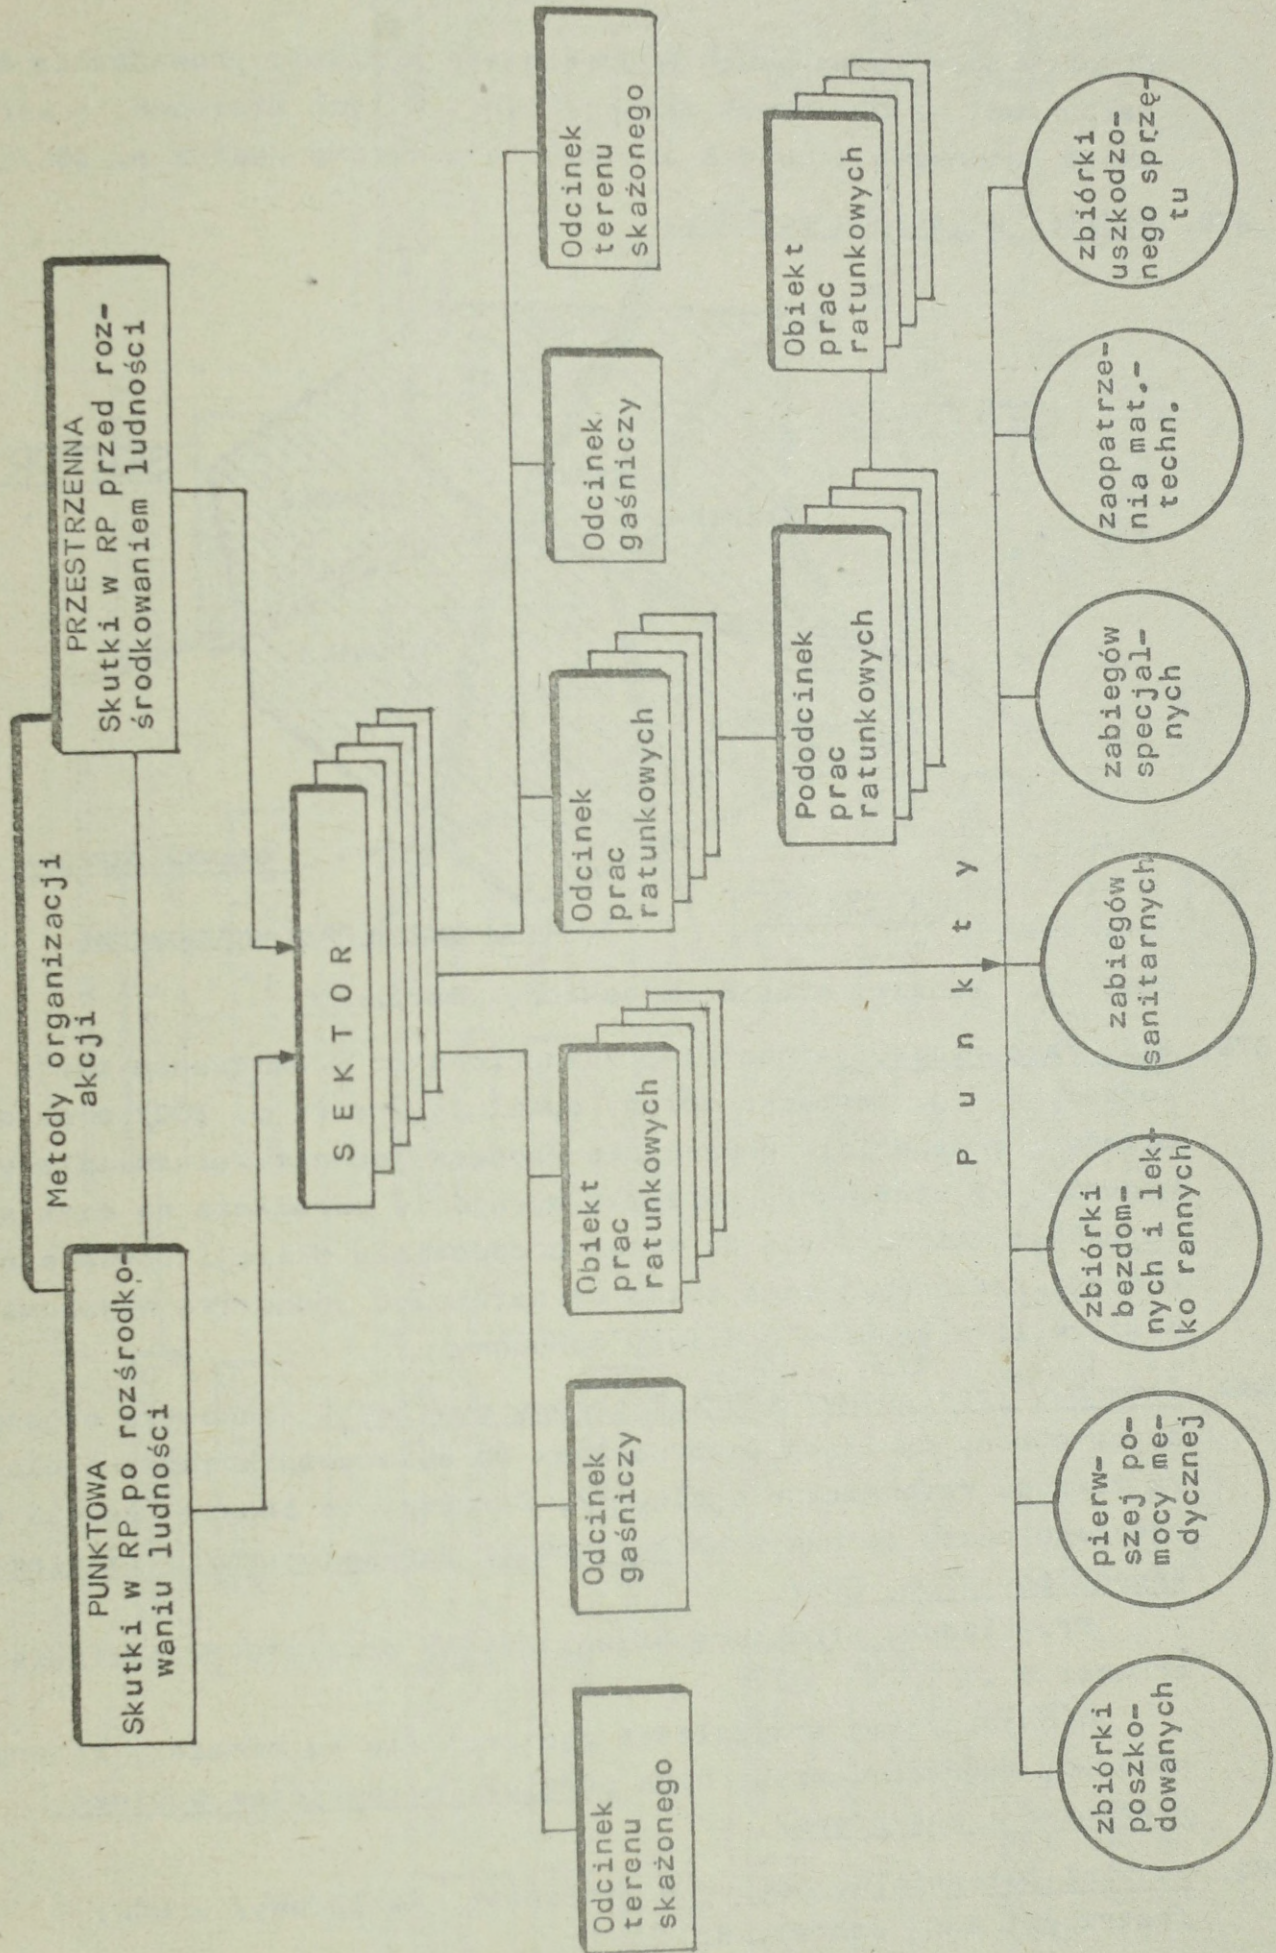 Metody organizacji
akcji
PUNKTOWA
Skutki w RP po rozśrodko-
waniu ludności
PRZESTRZENNA
Skutki w RP przed roz-
środkowaniem ludności
SEKTOR
Odcinek
terenu
skażonego
Odcinek
gaśniczy
Obiekt
prac
ratunkowych
Odcinek
prac
ratunkowych
Odcinek
gaśniczy
Odcinek
terenu
skażonego
Pododcinek
prac
ratunkowych
Obiekt
prac
ratunkowych
Punkty
zbiórki
poszko-
dowanych
pierw-
szej po-
mocy me-
dycznej
zbiórki
bezdom-
nych i lek-
ko rannych
zabiegów
sanitarnych
zabiegów
specjal-
nych
zaopatrze-
nia mat.-
techn.
zbiórki
uszkodzo-
nego sprzę-
tu